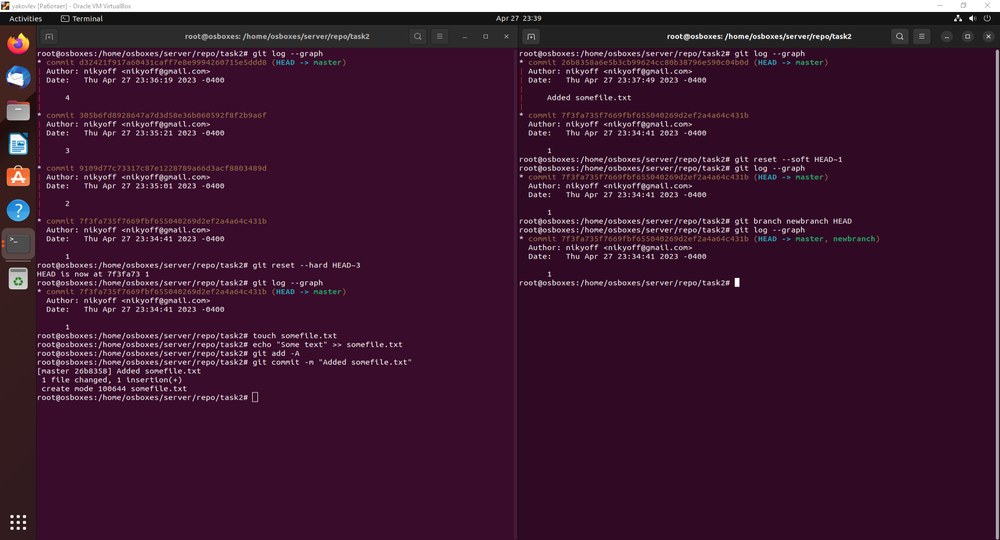 yakovlev [Работает] - Oracle VM VirtualBox
Activities
Terminal
Apr 27 23:39
root@osboxes: /home/osboxes/server/repo/task2
root@osboxes:/home/osboxes/server/repo/task2# git log --graph
* commit d32421f917a60431caff7e8e9994260715e5ddd8 (HEAD -> master)
| Author: nikyoff <nikyoff@gmail.com>
| Date:   Thu Apr 27 23:36:19 2023 -0400
|
|     4
|
* commit 305b6fd8928647a7d3d58e36b060592f8f2b9a6f
| Author: nikyoff <nikyoff@gmail.com>
| Date:   Thu Apr 27 23:35:21 2023 -0400
|
|     3
|
* commit 9109d77c73317c87e1228789a66d3acf8803489d
| Author: nikyoff <nikyoff@gmail.com>
| Date:   Thu Apr 27 23:35:01 2023 -0400
|
|     2
|
* commit 7f3fa735f7669fbf655040269d2ef2a4a64c431b
  Author: nikyoff <nikyoff@gmail.com>
  Date:   Thu Apr 27 23:34:41 2023 -0400
      1
root@osboxes:/home/osboxes/server/repo/task2# git reset --hard HEAD~3
HEAD is now at 7f3fa73 1
root@osboxes:/home/osboxes/server/repo/task2# git log --graph
* commit 7f3fa735f7669fbf655040269d2ef2a4a64c431b (HEAD -> master)
  Author: nikyoff <nikyoff@gmail.com>
  Date:   Thu Apr 27 23:34:41 2023 -0400
      1
root@osboxes:/home/osboxes/server/repo/task2# touch somefile.txt
root@osboxes:/home/osboxes/server/repo/task2# echo "Some text" >> somefile.txt
root@osboxes:/home/osboxes/server/repo/task2# git add -A
root@osboxes:/home/osboxes/server/repo/task2# git commit -m "Added somefile.txt"
[master 26b8358] Added somefile.txt
 1 file changed, 1 insertion(+)
 create mode 100644 somefile.txt
root@osboxes:/home/osboxes/server/repo/task2#
root@osboxes: /home/osboxes/server/repo/task2
root@osboxes:/home/osboxes/server/repo/task2# git log --graph
* commit 26b8358a6e5b3cb99624cc80b38796e590c04b0d (HEAD -> master)
| Author: nikyoff <nikyoff@gmail.com>
| Date:   Thu Apr 27 23:37:49 2023 -0400
|
|     Added somefile.txt
|
* commit 7f3fa735f7669fbf655040269d2ef2a4a64c431b
  Author: nikyoff <nikyoff@gmail.com>
  Date:   Thu Apr 27 23:34:41 2023 -0400
      1
root@osboxes:/home/osboxes/server/repo/task2# git reset --soft HEAD~1
root@osboxes:/home/osboxes/server/repo/task2# git log --graph
* commit 7f3fa735f7669fbf655040269d2ef2a4a64c431b (HEAD -> master)
  Author: nikyoff <nikyoff@gmail.com>
  Date:   Thu Apr 27 23:34:41 2023 -0400
      1
root@osboxes:/home/osboxes/server/repo/task2# git branch newbranch HEAD
root@osboxes:/home/osboxes/server/repo/task2# git log --graph
* commit 7f3fa735f7669fbf655040269d2ef2a4a64c431b (HEAD -> master, newbranch)
  Author: nikyoff <nikyoff@gmail.com>
  Date:   Thu Apr 27 23:34:41 2023 -0400
      1
root@osboxes:/home/osboxes/server/repo/task2#